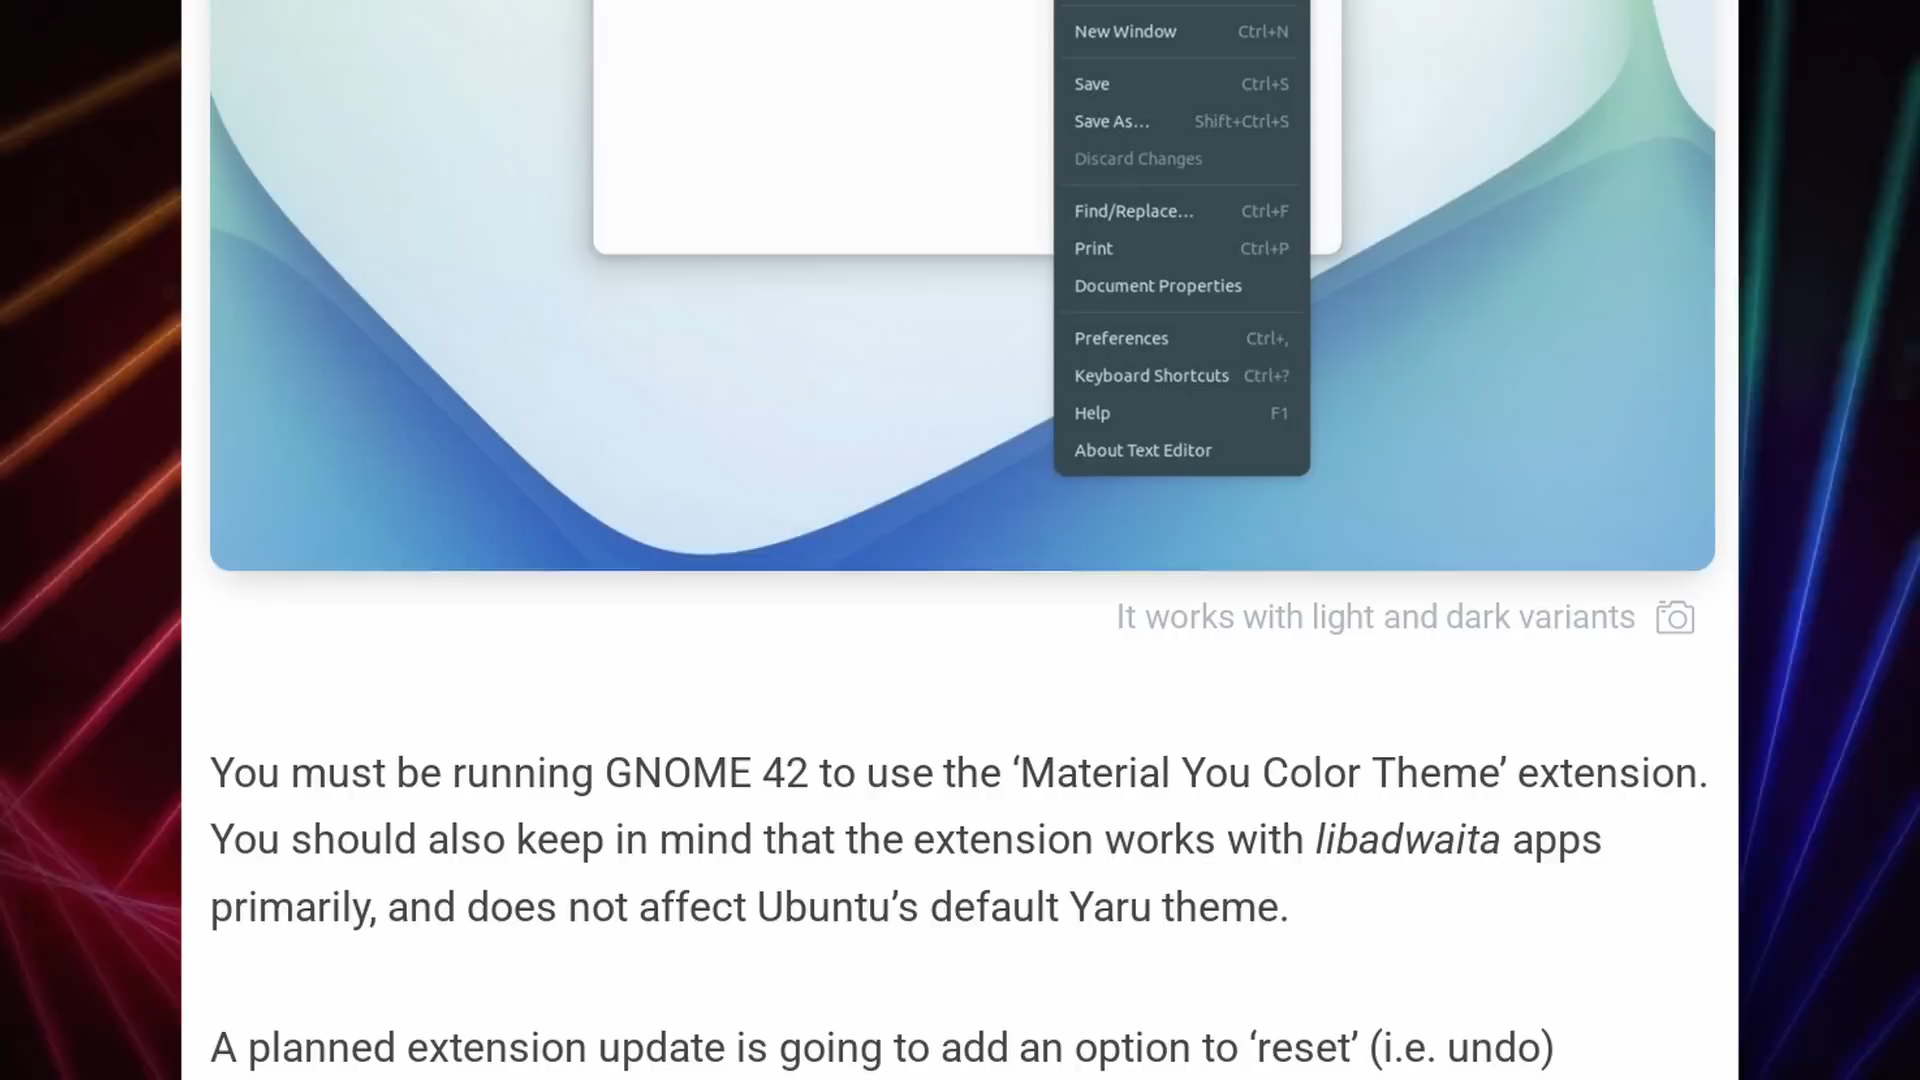 New Window Ctrl+N
Save Ctrl+S
Save As... Shift+Ctrl+S
Discard Changes
Find/Replace... Ctrl+F
Print Ctrl+P
Document Properties
Preferences Ctrl+,
Keyboard Shortcuts Ctrl+?
Help F1
About Text Editor
It works with light and dark variants
You must be running GNOME 42 to use the ‘Material You Color Theme’ extension.
You should also keep in mind that the extension works with libadwaita apps
primarily, and does not affect Ubuntu’s default Yaru theme.
A planned extension update is going to add an option to ‘reset’ (i.e. undo)